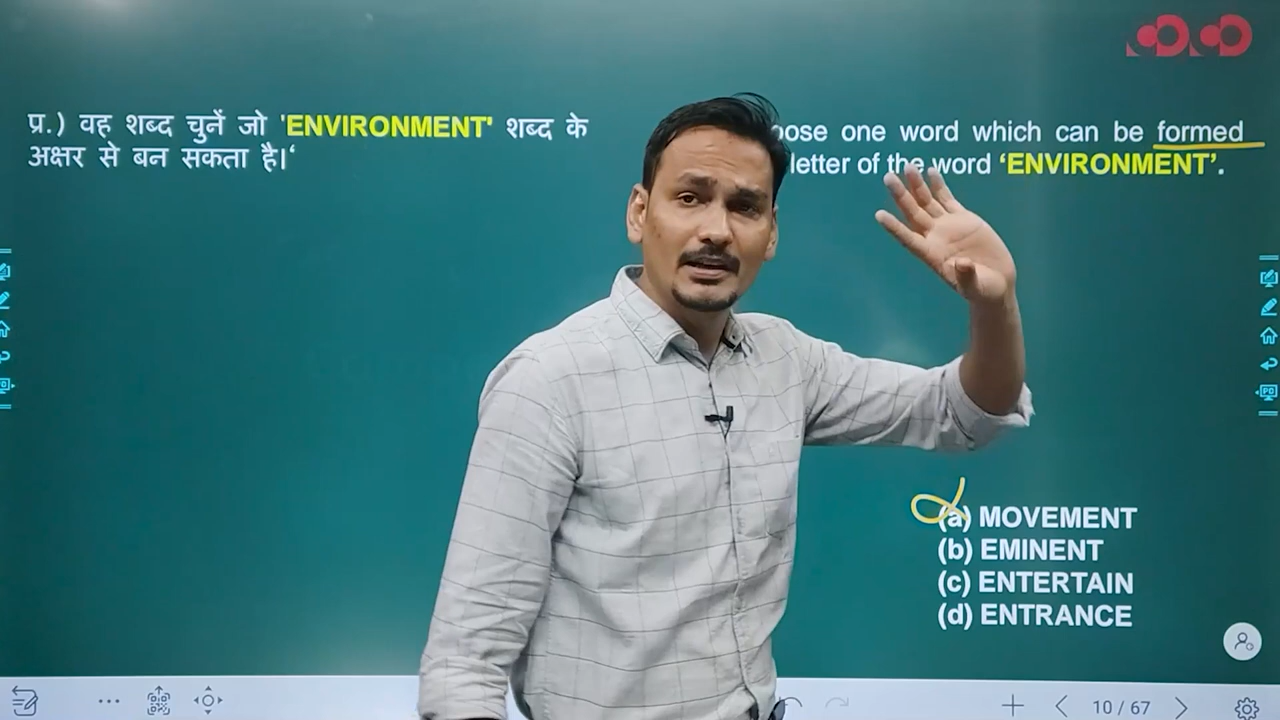 प्र.) वह शब्द चुनें जो 'ENVIRONMENT' शब्द के
अक्षर से बन सकता है।‘
one word which can be formed
letter of the word ‘ENVIRONMENT’.
(a) MOVEMENT
(b) EMINENT
(c) ENTERTAIN
(d) ENTRANCE
10 / 67